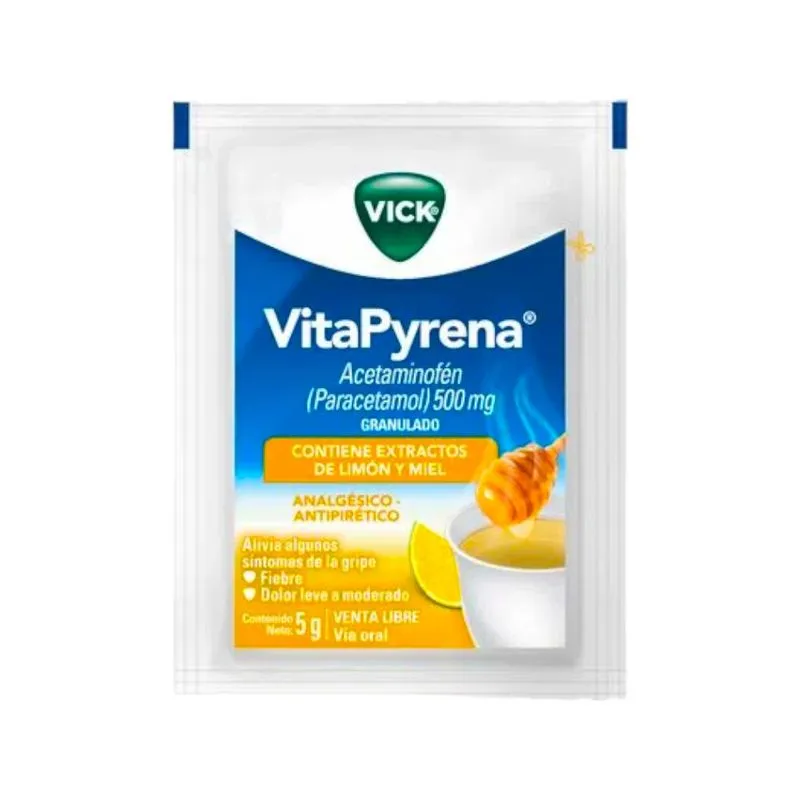 VICK®
VitaPyrena®
Acetaminofén
(Paracetamol) 500 mg
GRANULADO
CONTIENE EXTRACTOS
DE LIMÓN Y MIEL
ANALGÉSICO -
ANTIPIRÉTICO
Alivia algunos
síntomas de la gripe
Fiebre
Dolor leve a moderado
Contenido
Neto: 5 g
VENTA LIBRE
Vía oral